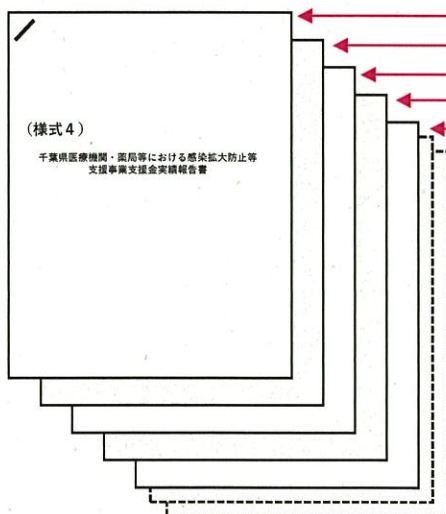 （様式４）
千葉県医療機関・薬局等における感染拡大防止等
支援事業支援金実績報告書